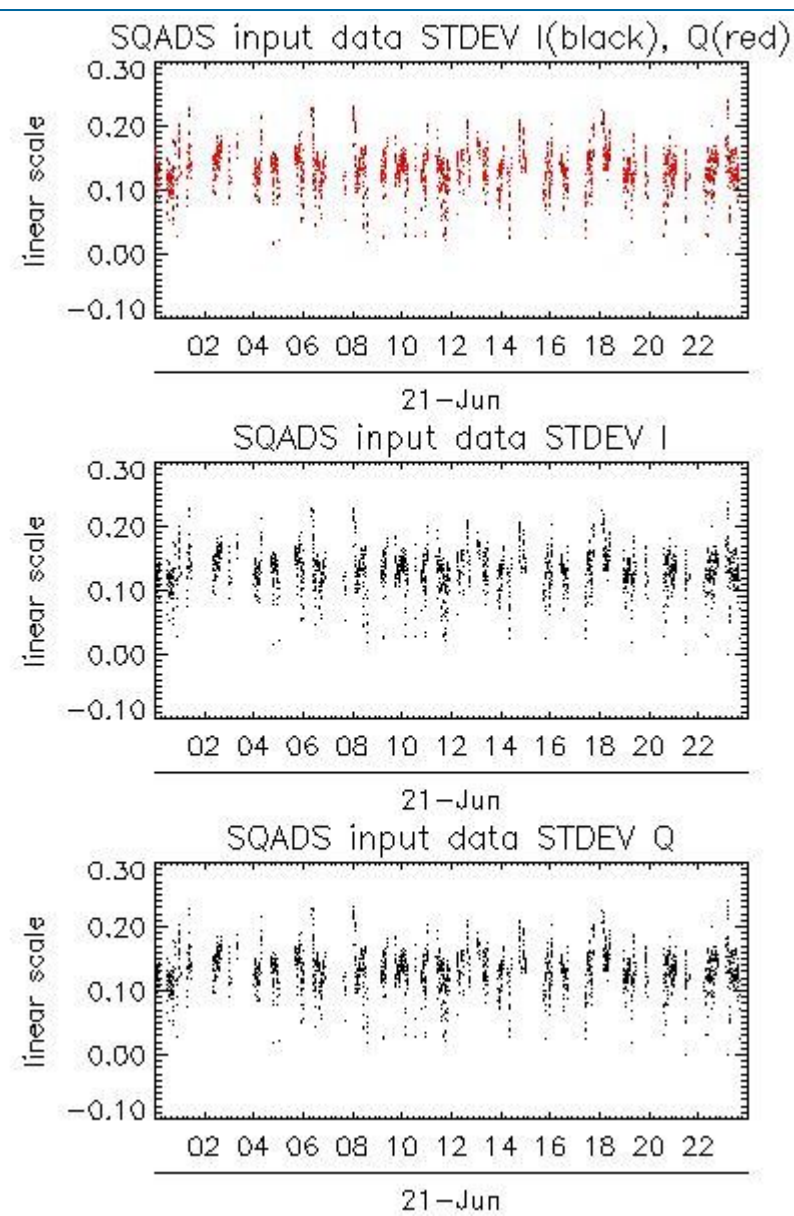 SQADS input data STDEV I(black), Q(red)
0.30
0.20
0.10
0.00
−0.10
linear scale
02 04 06 08 10 12 14 16 18 20 22
21−Jun
SQADS input data STDEV I
0.30
0.20
0.10
0.00
−0.10
linear scale
02 04 06 08 10 12 14 16 18 20 22
21−Jun
SQADS input data STDEV Q
0.30
0.20
0.10
0.00
−0.10
linear scale
02 04 06 08 10 12 14 16 18 20 22
21−Jun